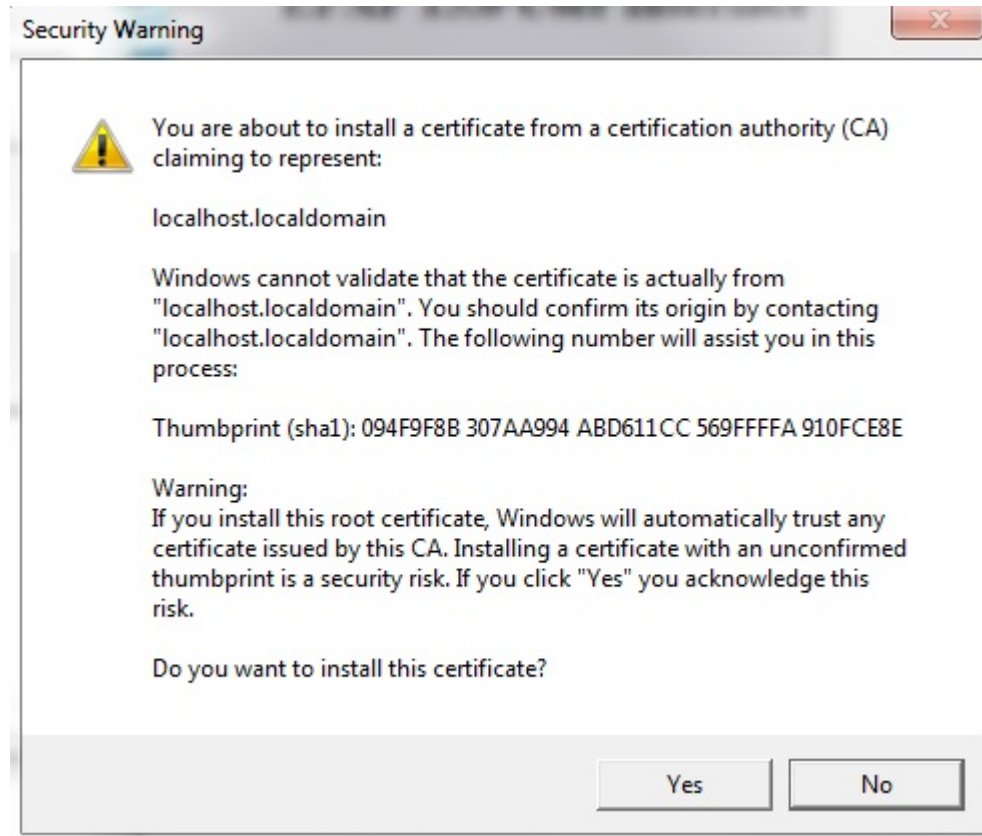 Security Warning
You are about to install a certificate from a certification authority (CA)
claiming to represent:
localhost.localdomain
Windows cannot validate that the certificate is actually from
"localhost.localdomain". You should confirm its origin by contacting
"localhost.localdomain". The following number will assist you in this
process:
Thumbprint (sha1): 094F9F8B 307AA994 ABD611CC 569FFFFA 910FCE8E
Warning:
If you install this root certificate, Windows will automatically trust any
certificate issued by this CA. Installing a certificate with an unconfirmed
thumbprint is a security risk. If you click "Yes" you acknowledge this
risk.
Do you want to install this certificate?
Yes
No